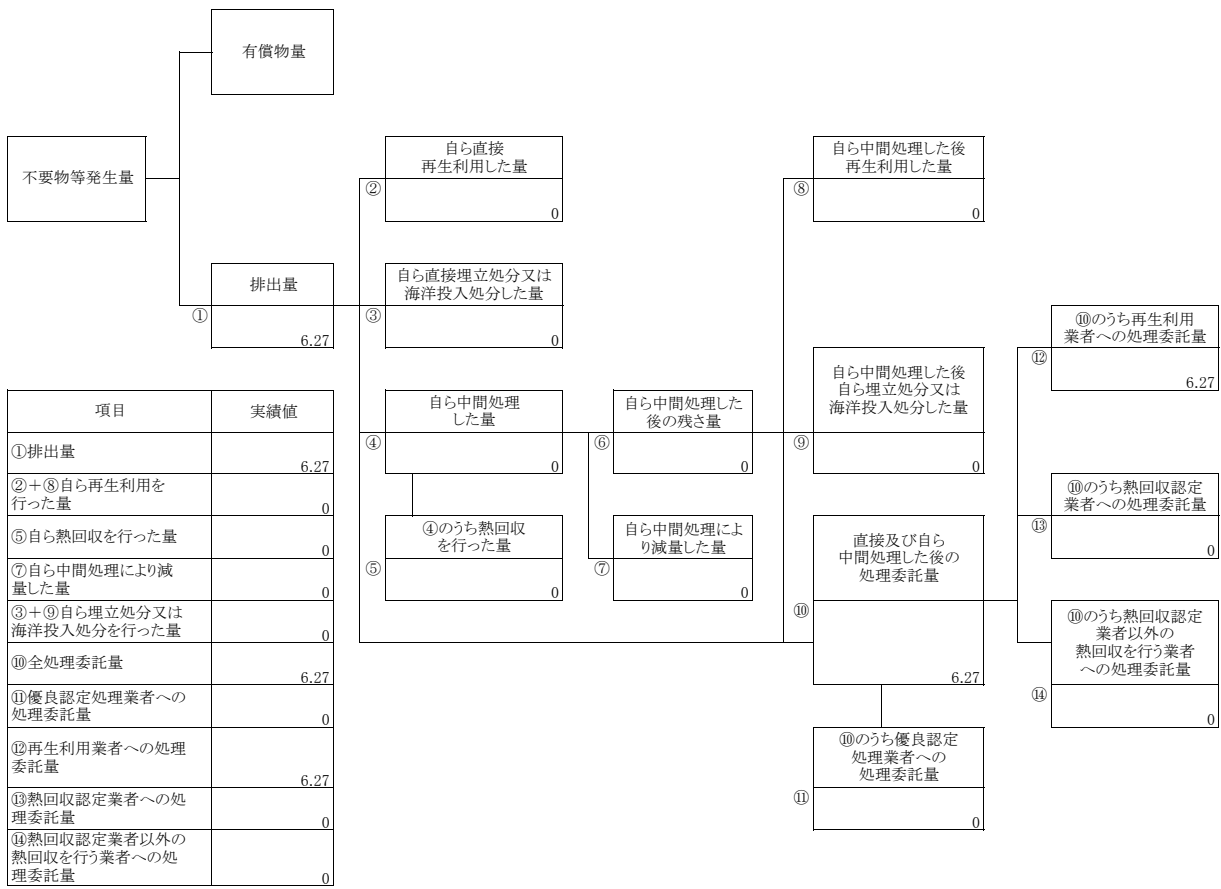 有償物量
不要物等発生量
排出量
①
6.27
自ら直接
再生利用した量
②
0
自ら直接埋立処分又は
海洋投入処分した量
③
0
自ら中間処理
した量
④
0
④のうち熱回収
を行った量
⑤
0
自ら中間処理した
後の残さ量
⑥
0
自ら中間処理によ
り減量した量
⑦
0
自ら中間処理した後
再生利用した量
⑧
0
自ら中間処理した後
自ら埋立処分又は
海洋投入処分した量
⑨
0
直接及び自ら
中間処理した後の
処理委託量
⑩
6.27
⑩のうち優良認定
処理業者への
処理委託量
⑪
0
⑩のうち再生利用
業者への処理委託量
⑫
6.27
⑩のうち熱回収認定
業者への処理委託量
⑬
0
⑩のうち熱回収認定
業者以外の
熱回収を行う業者
への処理委託量
⑭
0
項目 実績値
①排出量
6.27
②+⑧自ら再生利用を
行った量
0
⑤自ら熱回収を行った量
0
⑦自ら中間処理により減
量した量
0
③+⑨自ら埋立処分又は
海洋投入処分を行った量
0
⑩全処理委託量
6.27
⑪優良認定処理業者への
処理委託量
0
⑫再生利用業者への処理
委託量
6.27
⑬熱回収認定業者への処
理委託量
0
⑭熱回収認定業者以外の
熱回収を行う業者への処
理委託量
0